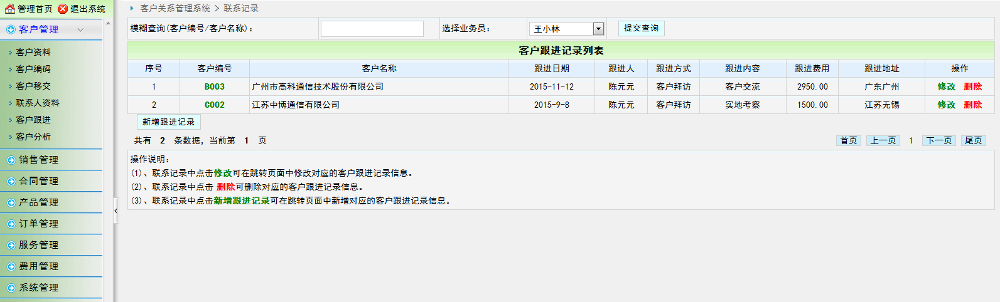 管理首页 退出系统
客户管理
客户资料
客户编码
客户移交
联系人资料
客户跟进
客户分析
销售管理
合同管理
产品管理
订单管理
服务管理
费用管理
系统管理
客户关系管理系统 > 联系记录
模糊查询(客户编号/客户名称): 选择业务员: 王小林 提交查询
客户跟进记录列表
序号 客户编号 客户名称 跟进日期 跟进人 跟进方式 跟进内容 跟进费用 跟进地址 操作
1 B003 广州市高科通信技术股份有限公司 2015-11-12 陈元元 客户拜访 客户交流 2950.00 广东广州 修改 删除
2 C002 江苏中博通信有限公司 2015-9-8 陈元元 客户拜访 实地考察 1500.00 江苏无锡 修改 删除
新增跟进记录
共有 2 条数据, 当前第 1 页 首页 上一页 1 下一页 尾页
操作说明:
(1)、联系记录中点击修改可在跳转页面中修改对应的客户跟进记录信息。
(2)、联系记录中点击 删除可删除对应的客户跟进记录信息。
(3)、联系记录中点击新增跟进记录可在跳转页面中新增对应的客户跟进记录信息。